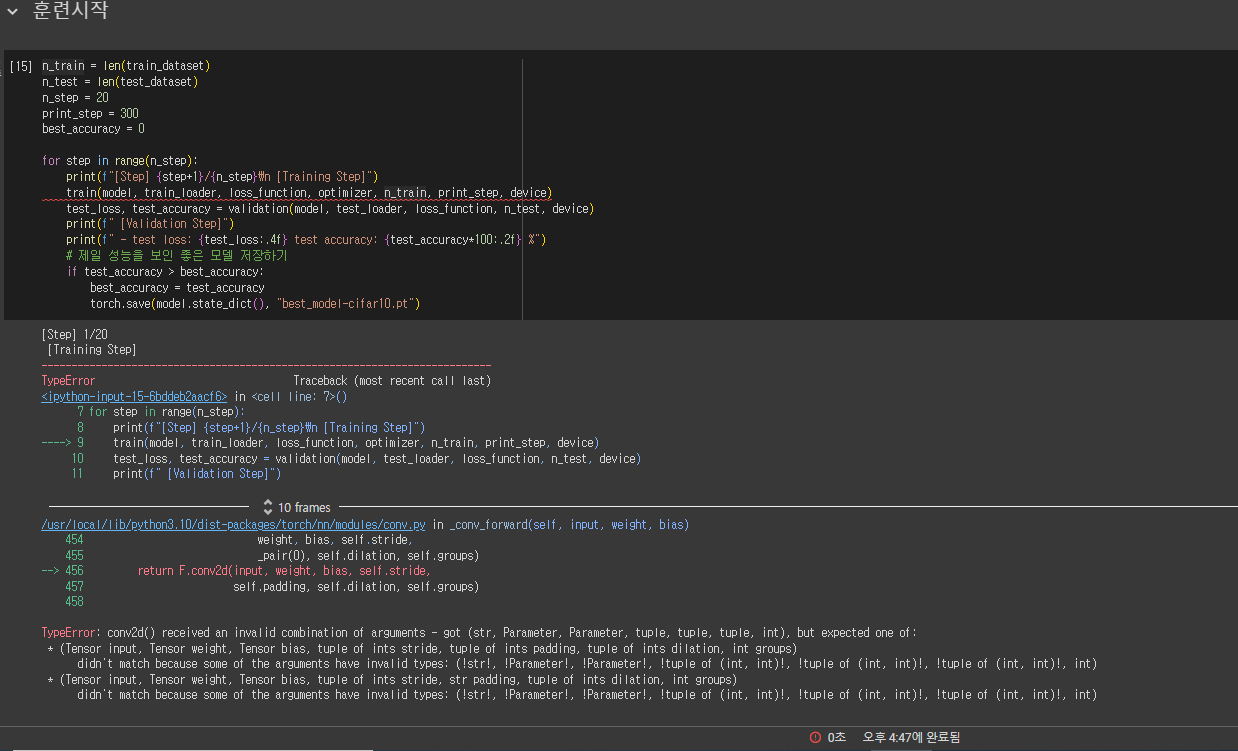 훈련시작
[15] n_train = len(train_dataset)
n_test = len(test_dataset)
n_step = 20
print_step = 300
best_accuracy = 0
for step in range(n_step):
print(f"[Step] {step+1}/{n_step}₩n [Training Step]")
train(model, train_loader, loss_function, optimizer, n_train, print_step, device)
test_loss, test_accuracy = validation(model, test_loader, loss_function, n_test, device)
print(f" [Validation Step]")
print(f" - test loss: {test_loss:.4f} test accuracy: {test_accuracy*100:.2f} %")
# 제일 성능을 보인 좋은 모델 저장하기
if test_accuracy > best_accuracy:
best_accuracy = test_accuracy
torch.save(model.state_dict(), "best_model-cifar10.pt")
[Step] 1/20
[Training Step]
---------------------------------------------------------------------------
TypeError Traceback (most recent call last)
<ipython-input-15-6bddeb2aacf6> in <cell line: 7>()
7 for step in range(n_step):
8 print(f"[Step] {step+1}/{n_step}₩n [Training Step]")
----> 9 train(model, train_loader, loss_function, optimizer, n_train, print_step, device)
10 test_loss, test_accuracy = validation(model, test_loader, loss_function, n_test, device)
11 print(f" [Validation Step]")
10 frames
/usr/local/lib/python3.10/dist-packages/torch/nn/modules/conv.py in _conv_forward(self, input, weight, bias)
454 weight, bias, self.stride,
455 _pair(0), self.dilation, self.groups)
--> 456 return F.conv2d(input, weight, bias, self.stride,
457 self.padding, self.dilation, self.groups)
458
TypeError: conv2d() received an invalid combination of arguments - got (str, Parameter, Parameter, tuple, tuple, tuple, int), but expected one of:
* (Tensor input, Tensor weight, Tensor bias, tuple of ints stride, tuple of ints padding, tuple of ints dilation, int groups)
didn't match because some of the arguments have invalid types: (!str!, !Parameter!, !Parameter!, !tuple of (int, int)!, !tuple of (int, int)!, !tuple of (int, int)!, int)
* (Tensor input, Tensor weight, Tensor bias, tuple of ints stride, str padding, tuple of ints dilation, int groups)
didn't match because some of the arguments have invalid types: (!str!, !Parameter!, !Parameter!, !tuple of (int, int)!, !tuple of (int, int)!, !tuple of (int, int)!, int)
0초 오후 4:47에 완료됨